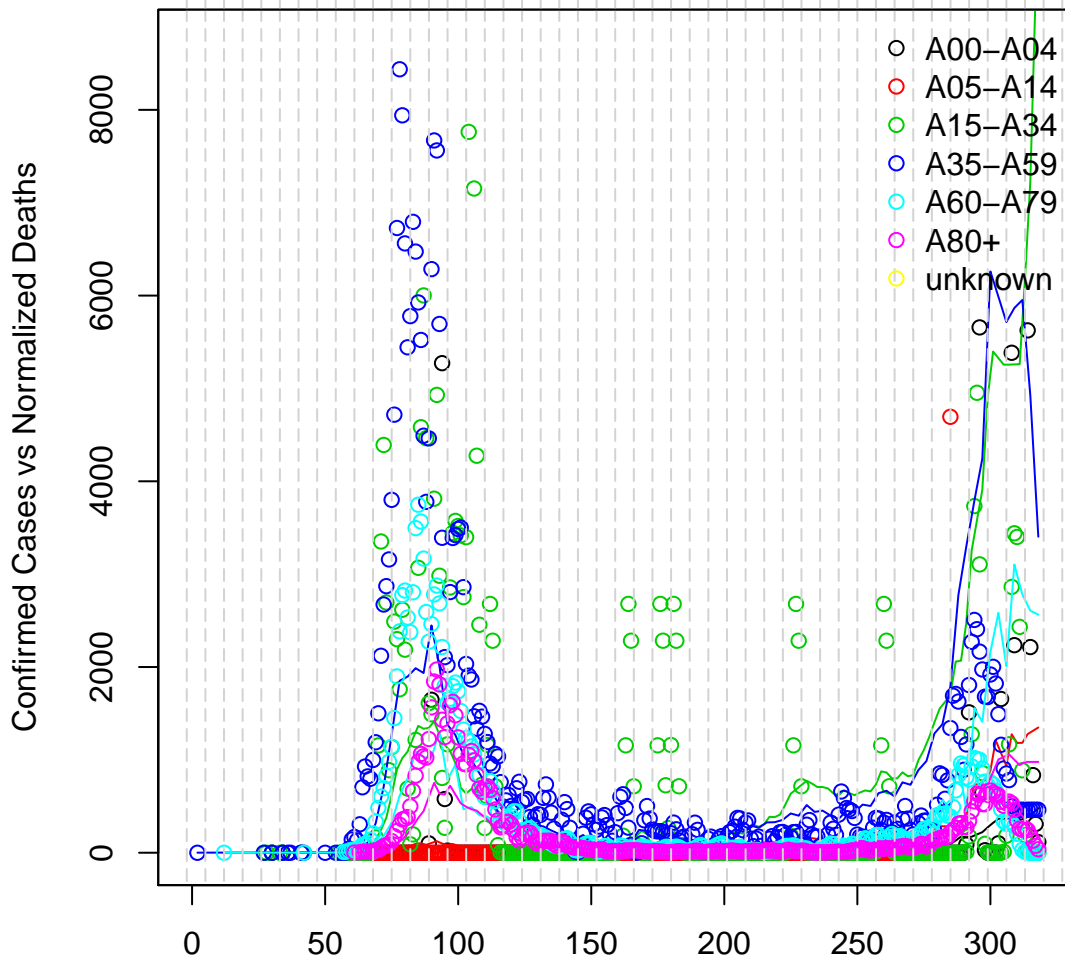 Confirmed Cases vs Normalized Deaths
8000
6000
4000
2000
0
0 50 100 150 200 250 300
A00−A04
A05−A14
A15−A34
A35−A59
A60−A79
A80+
unknown